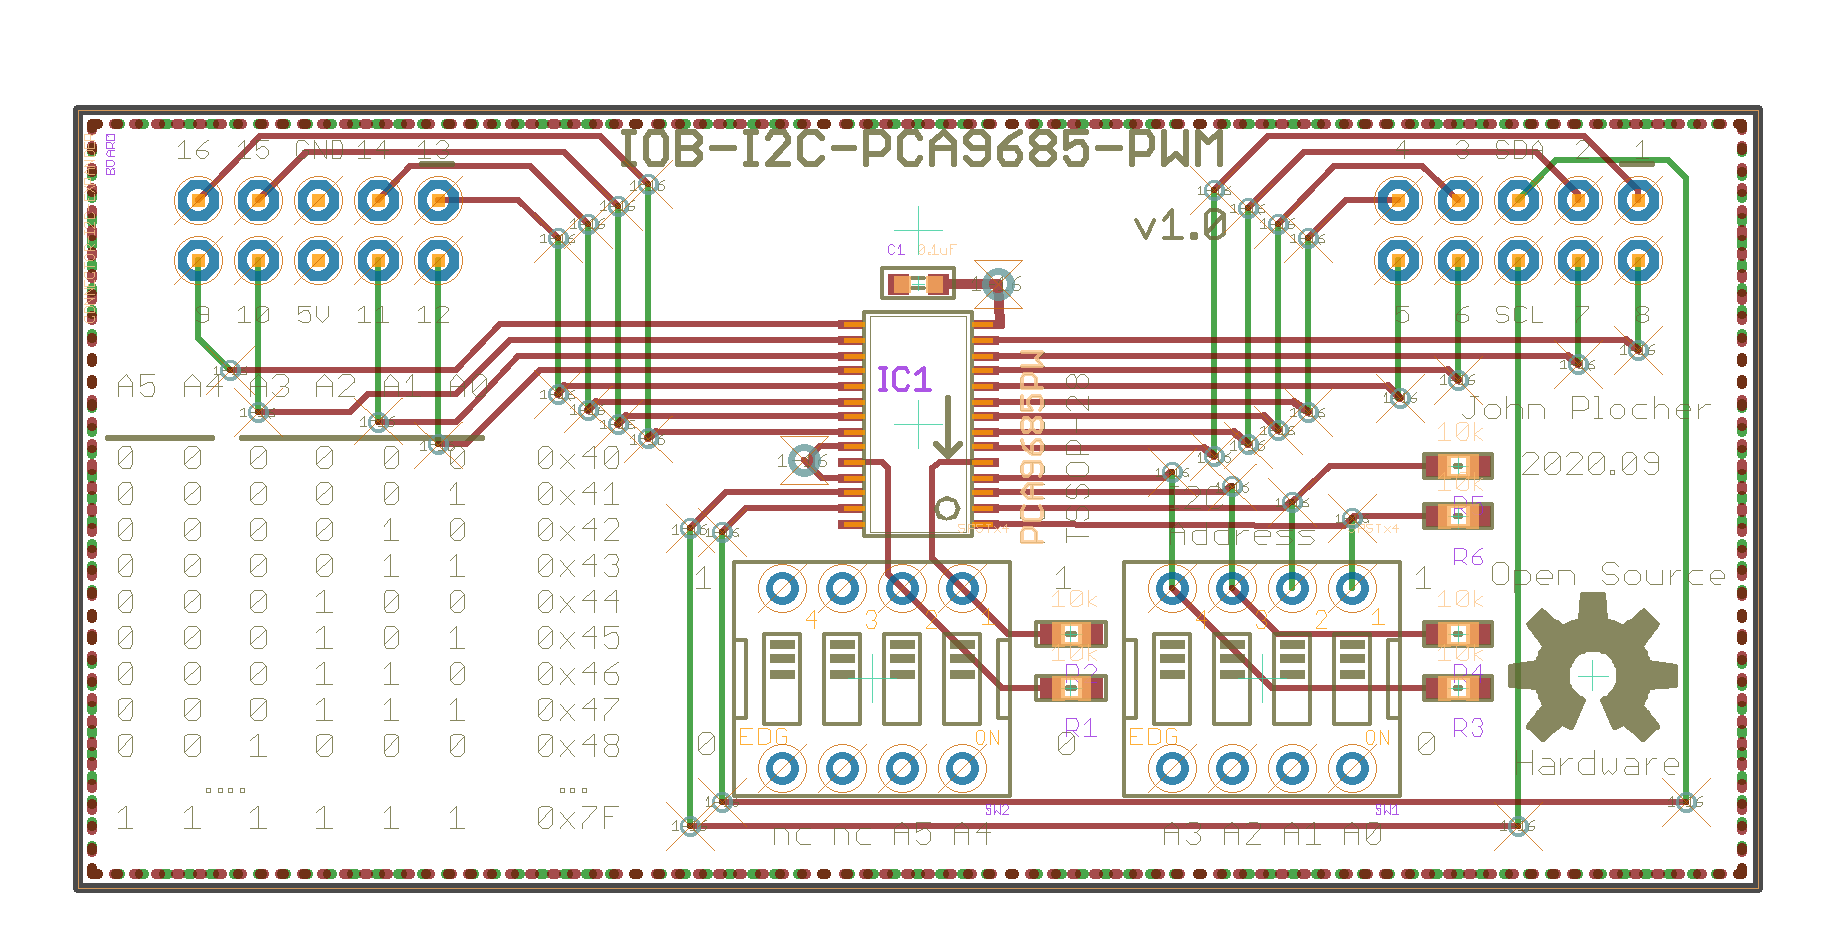 IOB-I2C-PCA9685-PWM
v1.0
BOARD
16 15 GND 14 13
4 3 SDA 2 1
9 10 5V 11 12
5 6 SCL 7 8
C1 0.1uF
IC1
PCA9685PW
TSSOP-28
John Plocher
2020.09
A5 A4 A3 A2 A1 A0
0 0 0 0 0 0 0x40
0 0 0 0 0 1 0x41
0 0 0 0 1 0 0x42
0 0 0 0 1 1 0x43
0 0 0 1 0 0 0x44
0 0 0 1 0 1 0x45
0 0 0 1 1 0 0x46
0 0 0 1 1 1 0x47
0 0 1 0 0 0 0x48
.... ...
1 1 1 1 1 1 0x7F
I2C
Address
10k
10k
R5
R6
SPSTx4
SPSTx4
1 1 1
4 3 2 1
4 3 2 1
10k
10k
R2
R1
10k
10k
R4
R3
0 0 0
EDG ON
EDG ON
SW2
SW1
NC NC A5 A4
A3 A2 A1 A0
Open Source
Hardware